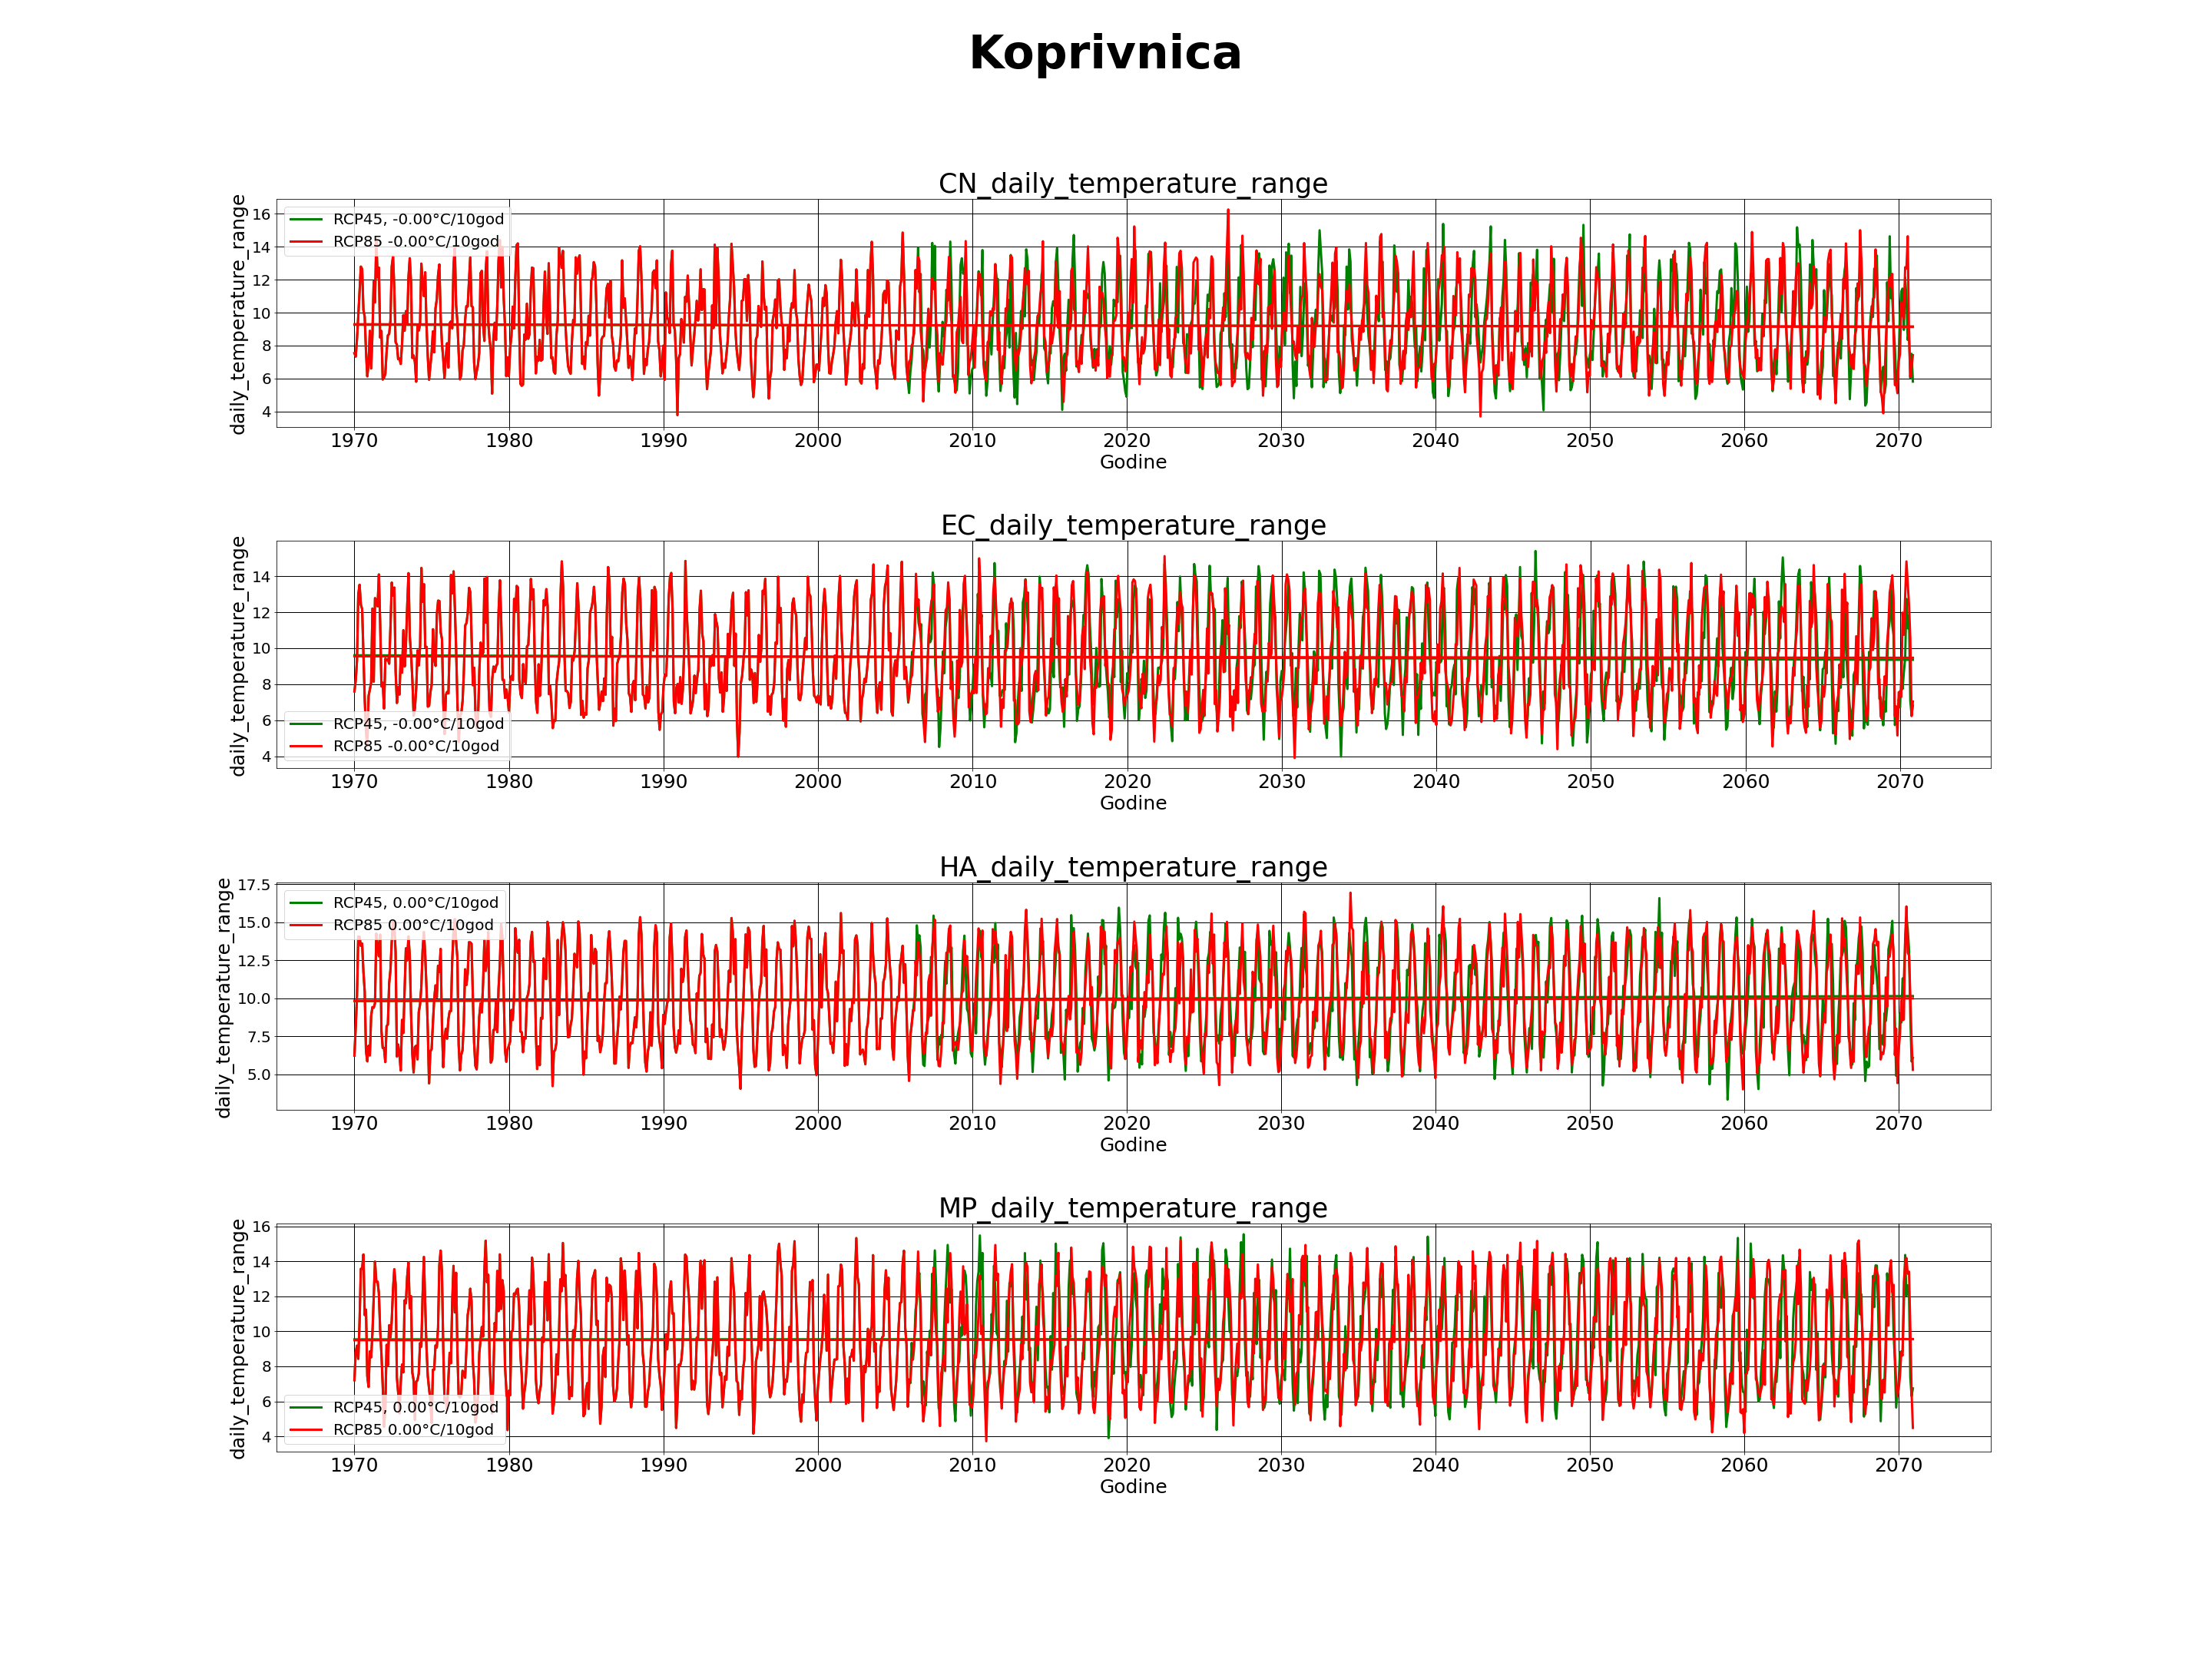 Koprivnica
CN_daily_temperature_range
daily_temperature_range
16
14
12
10
8
6
4
RCP45, -0.00°C/10god
RCP85 -0.00°C/10god
1970 1980 1990 2000 2010 2020 2030 2040 2050 2060 2070
Godine
EC_daily_temperature_range
daily_temperature_range
14
12
10
8
6
4
RCP45, -0.00°C/10god
RCP85 -0.00°C/10god
1970 1980 1990 2000 2010 2020 2030 2040 2050 2060 2070
Godine
HA_daily_temperature_range
daily_temperature_range
17.5
15.0
12.5
10.0
7.5
5.0
RCP45, 0.00°C/10god
RCP85 0.00°C/10god
1970 1980 1990 2000 2010 2020 2030 2040 2050 2060 2070
Godine
MP_daily_temperature_range
daily_temperature_range
16
14
12
10
8
6
4
RCP45, 0.00°C/10god
RCP85 0.00°C/10god
1970 1980 1990 2000 2010 2020 2030 2040 2050 2060 2070
Godine